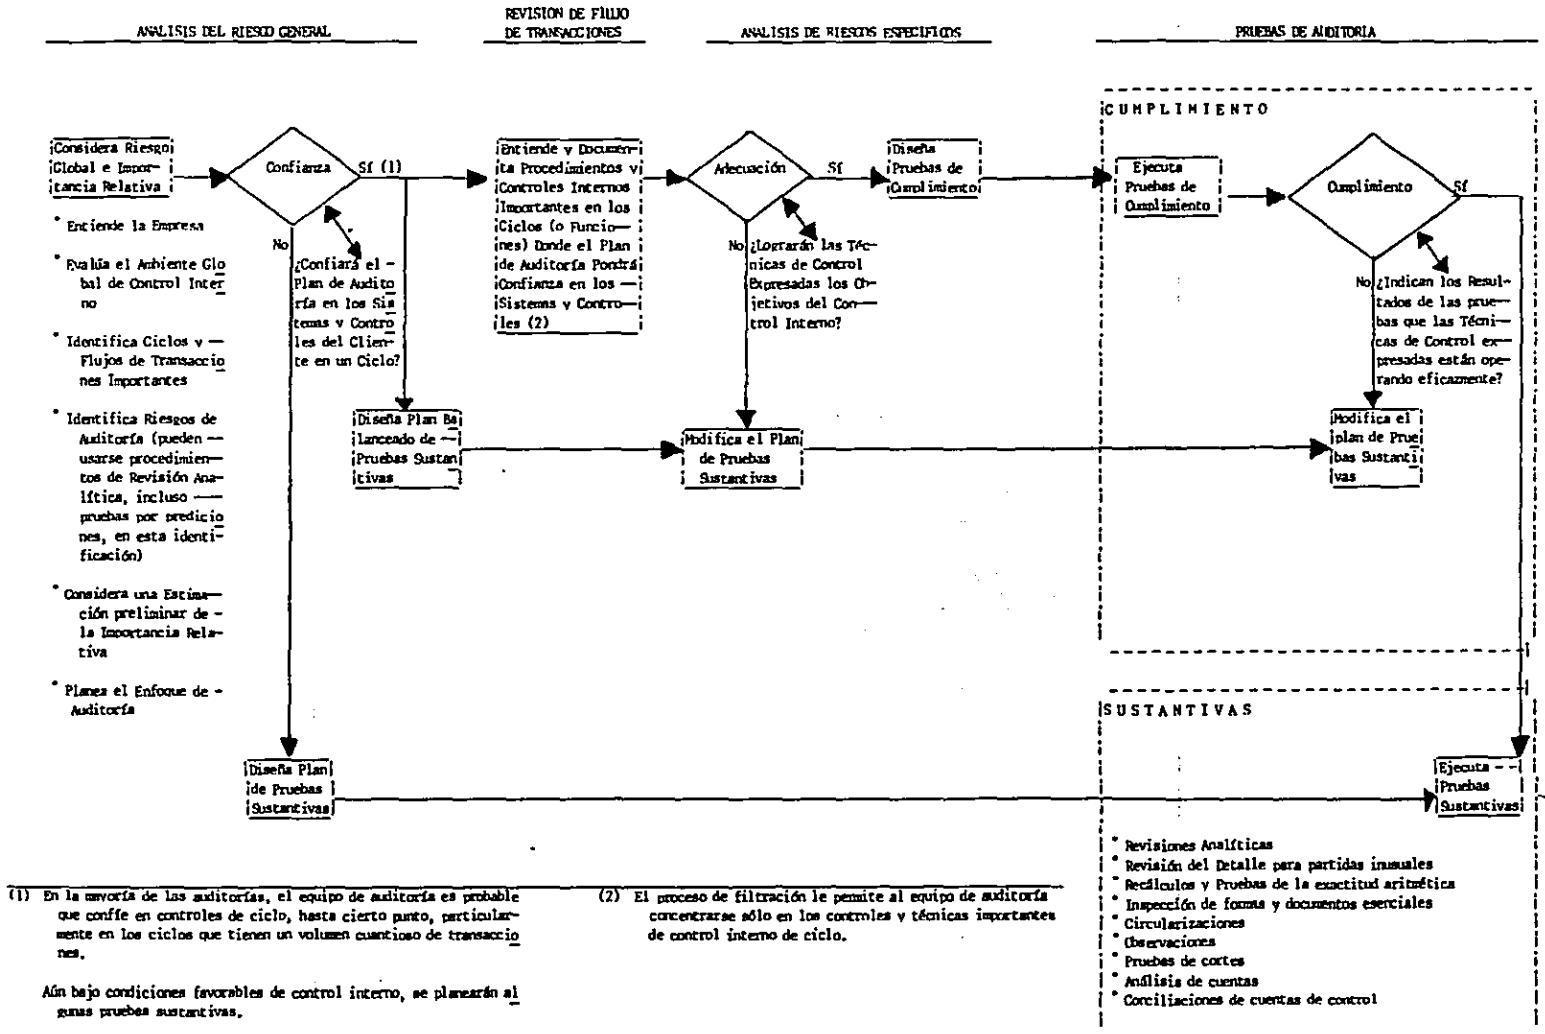 ANALISIS DEL RIESGO GENERAL
REVISION DE FLUJO
DE TRANSACCIONES
ANALISIS DE RIESGOS ESPECIFICOS
PRUEBAS DE AUDITORIA
Considera Riesgo
Global e Impor-
tancia Relativa
Confianza
Sí (1)
No
¿Confiará el -
Plan de Audito
ría en los Sis
temas y Contro
les del Clien-
te en un Ciclo?
* Entiende la Empresa
* Evalúa el Ambiente Glo
bal de Control Inter
no
* Identifica Ciclos y —
Flujos de Transaccio
nes Importantes
* Identifica Riesgos de
Auditoría (pueden —
usarse procedimien-
tos de Revisión Ana-
lítica, incluso —
pruebas por predicio
nes, en esta identi-
ficación)
* Considera una Estima—
ción preliminar de -
la Importancia Rela-
tiva
* Planea el Enfoque de -
Auditoría
Diseña Plan Ba
lanceado de —
Pruebas Sustan
tivas
Diseña Plan
de Pruebas
Sustantivas
Entiende y Documen-
ta Procedimientos y
Controles Internos
Importantes en los
Ciclos (o Funcio—
nes) Donde el Plan
de Auditoría Pondrá
Confianza en los —
Sistemas y Contro—
les (2)
Adecuación
Sí
No
¿Lograrán las Téc-
nicas de Control
Expresadas los Ob-
jetivos del Con-
trol Interno?
Modifica el Plan
de Pruebas
Sustantivas
Diseña
Pruebas de
Cumplimiento
CUMPLIMIENTO
Ejecuta
Pruebas de
Cumplimiento
Cumplimiento
Sí
No
¿Indican los Resul-
tados de las prue-
bas que las Técni—
cas de Control ex—
presadas están ope-
rando eficazmente?
Modifica el
plan de Prue
bas Sustanti
vas
SUSTANTIVAS
Ejecuta - -
Pruebas
Sustantivas
* Revisiones Analíticas
* Revisión del Detalle para partidas inusuales
* Recálculos y Pruebas de la exactitud aritmética
* Inspección de formas y documentos esenciales
* Circularizaciones
* Observaciones
* Pruebas de cortes
* Análisis de cuentas
* Conciliaciones de cuentas de control
(1) En la mayoría de las auditorías, el equipo de auditoría es probable
que confíe en controles de ciclo, hasta cierto punto, particular-
mente en los ciclos que tienen un volumen cuantioso de transaccio
nes.
Aún bajo condiciones favorables de control interno, se planearán al
gunas pruebas sustantivas.
(2) El proceso de filtración le permite al equipo de auditoría
concentrarse sólo en los controles y técnicas importantes
de control interno de ciclo.